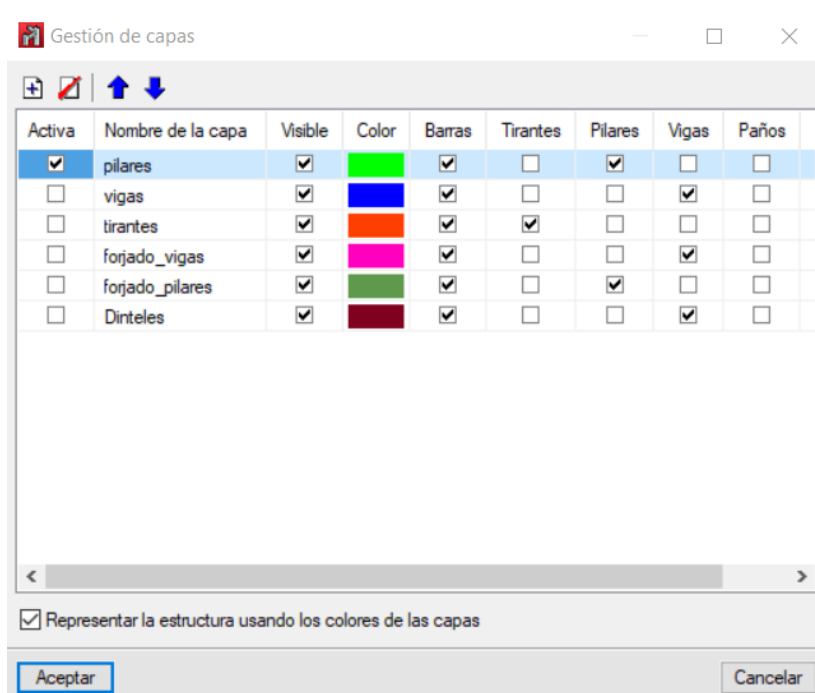 Gestión de capas
Activa Nombre de la capa Visible Color Barras Tirantes Pilares Vigas Paños
pilares
vigas
tirantes
forjado_vigas
forjado_pilares
Dinteles
Representar la estructura usando los colores de las capas
Aceptar Cancelar